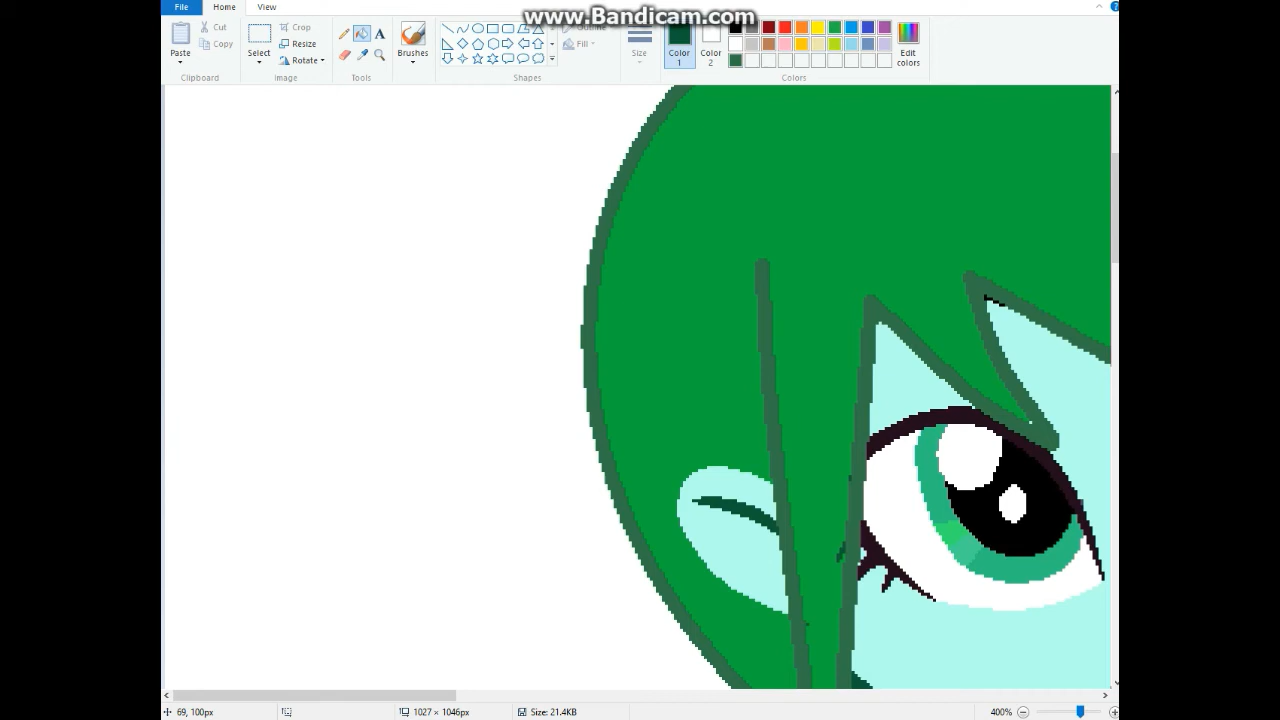 www.Bandicam.com
File Home View
Paste
Cut
Copy
Clipboard
Select
Crop
Resize
Rotate
Image
A
Tools
Brushes
Outline
Fill
Shapes
Size
Color
1
Color
2
Edit
colors
Colors
69, 100px
1027 × 1046px
Size: 21.4KB
400%